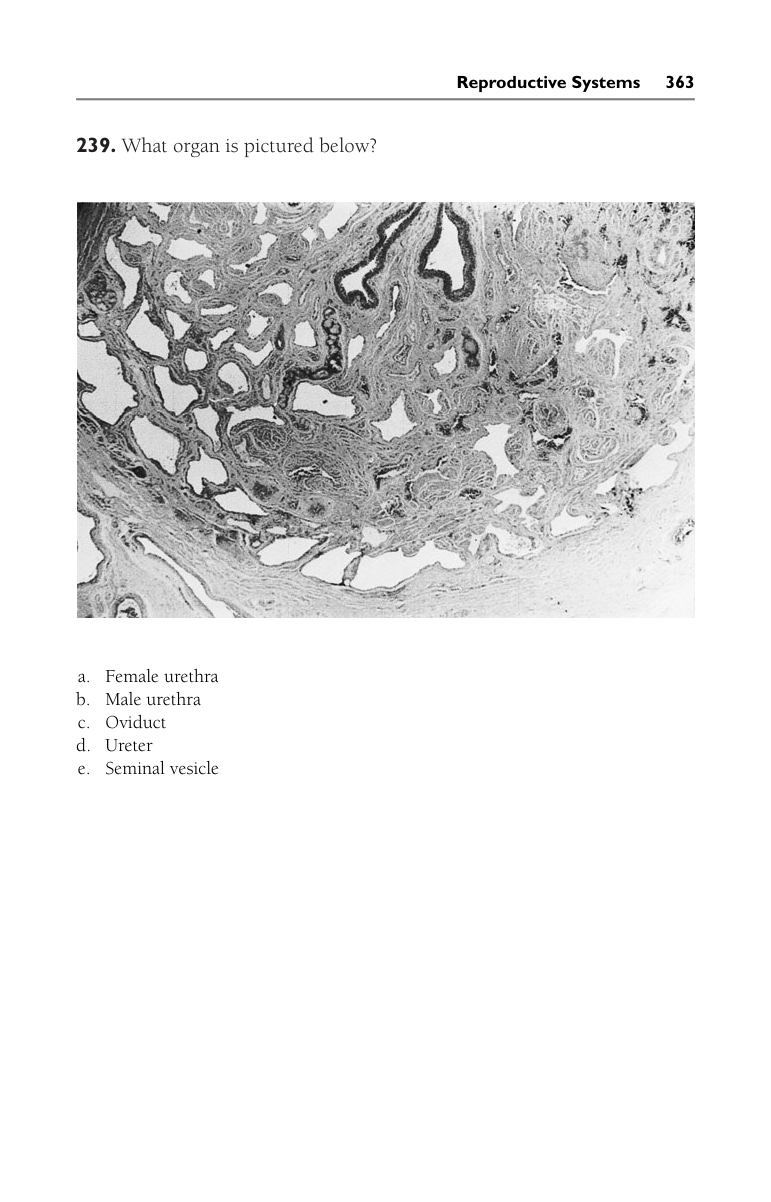 Reproductive Systems 363
239. What organ is pictured below?
a. Female urethra
b. Male urethra
c. Oviduct
d. Ureter
e. Seminal vesicle